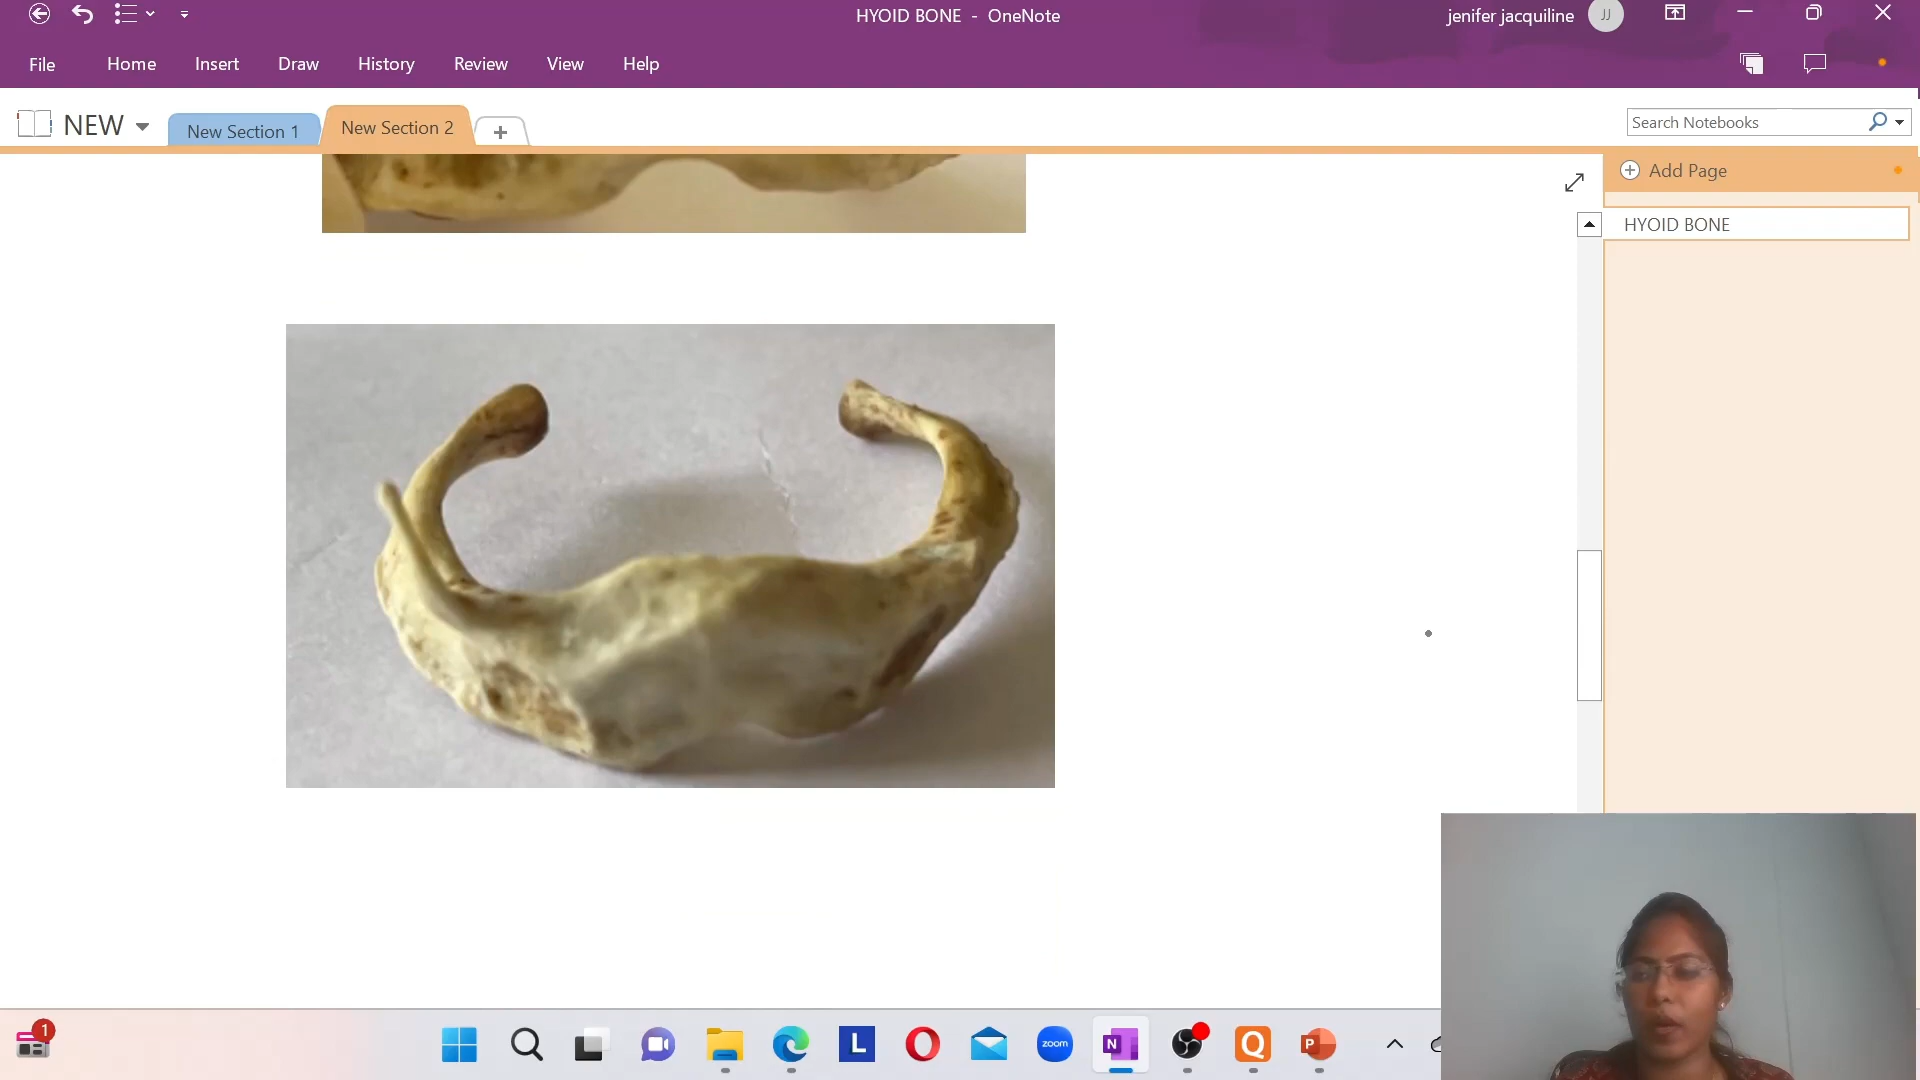 HYOID BONE - OneNote
jenifer jacquiline
JJ
File Home Insert Draw History Review View Help
NEW
New Section 1
New Section 2
Search Notebooks
Add Page
HYOID BONE
1
L
zoom
N
Q
P